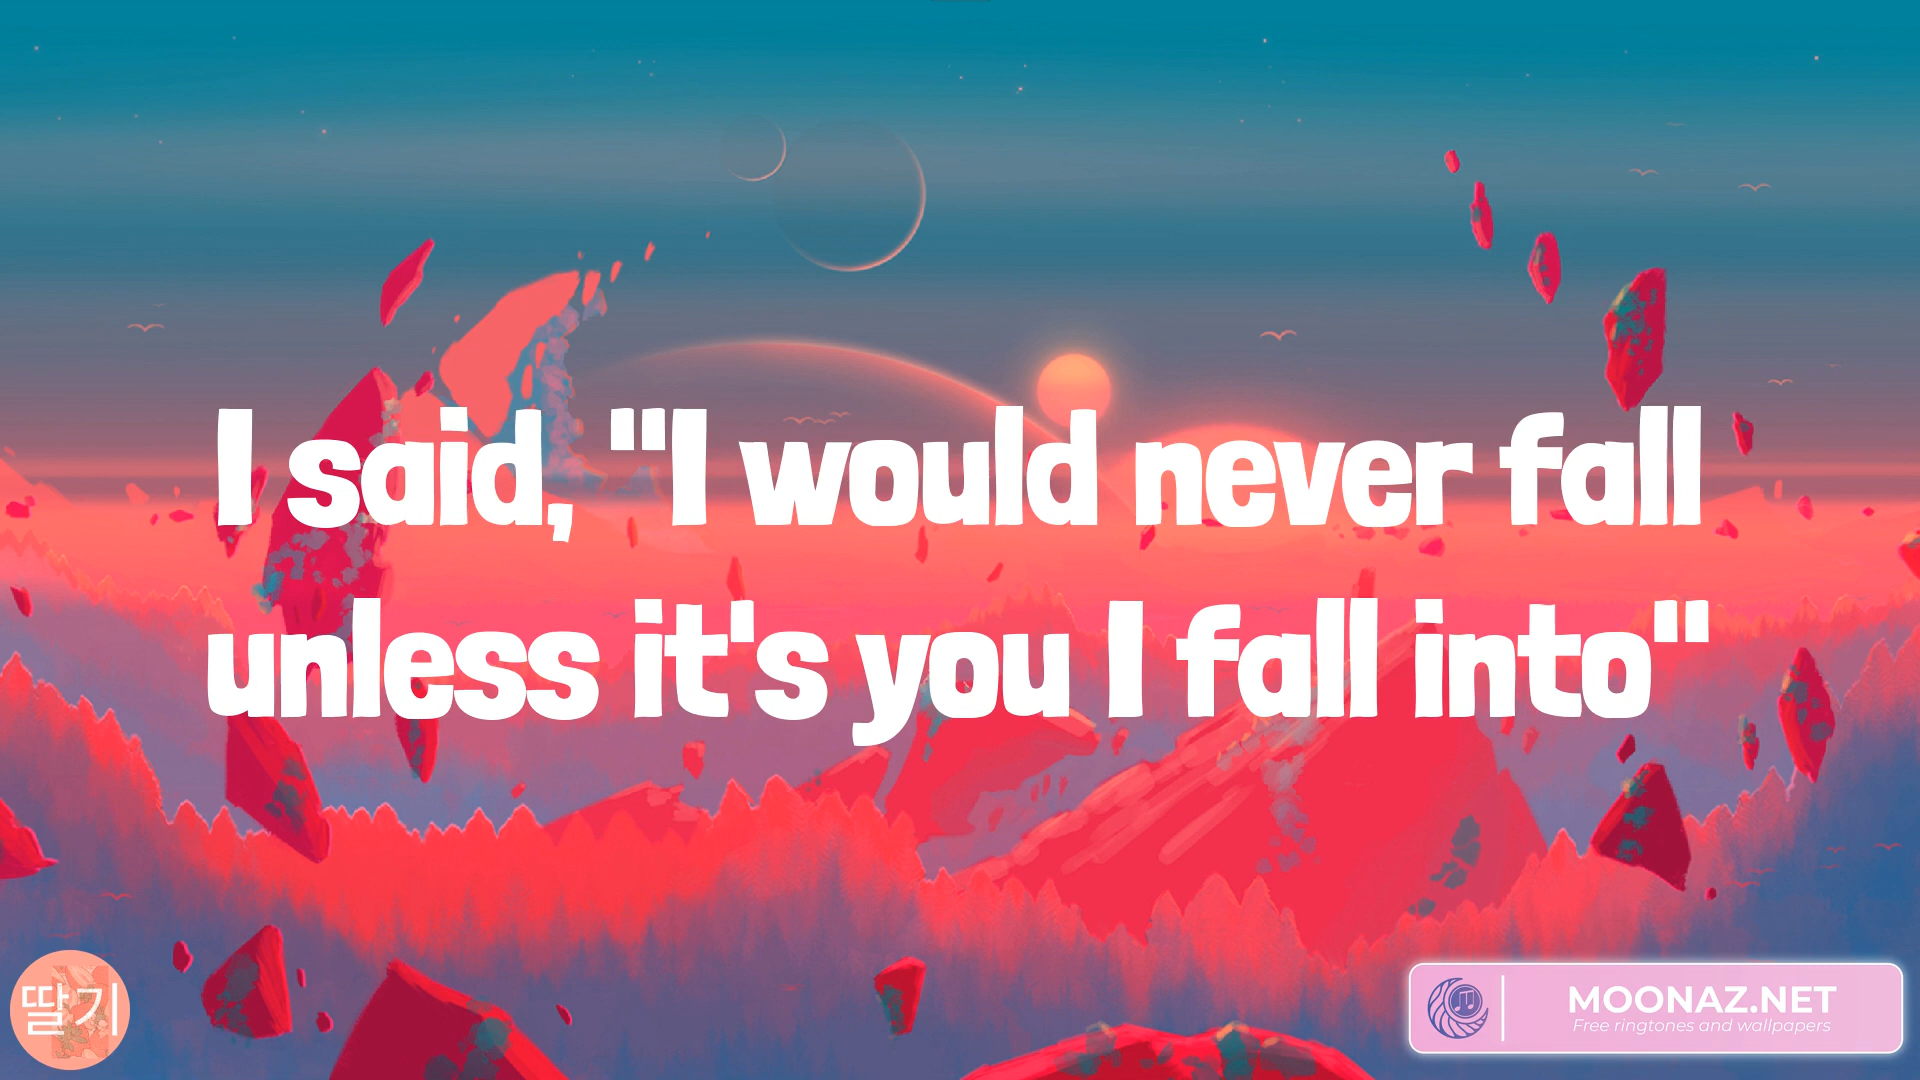 I said, "I would never fall
unless it's you I fall into"
딸기
MOONAZ.NET
Free ringtones and wallpapers